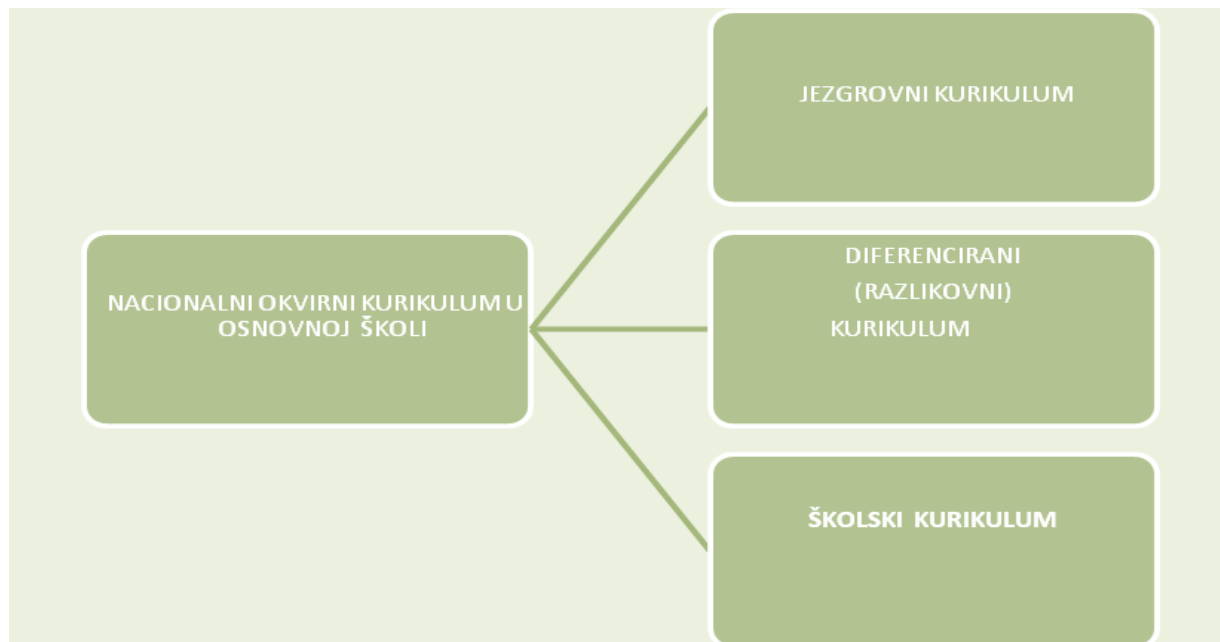 JEZGROVNI KURIKULUM
NACIONALNI OKVIRNI KURIKULUM U
OSNOVNOJ ŠKOLI
DIFERENCIRANI
(RAZLIKOVNI)
KURIKULUM
ŠKOLSKI KURIKULUM